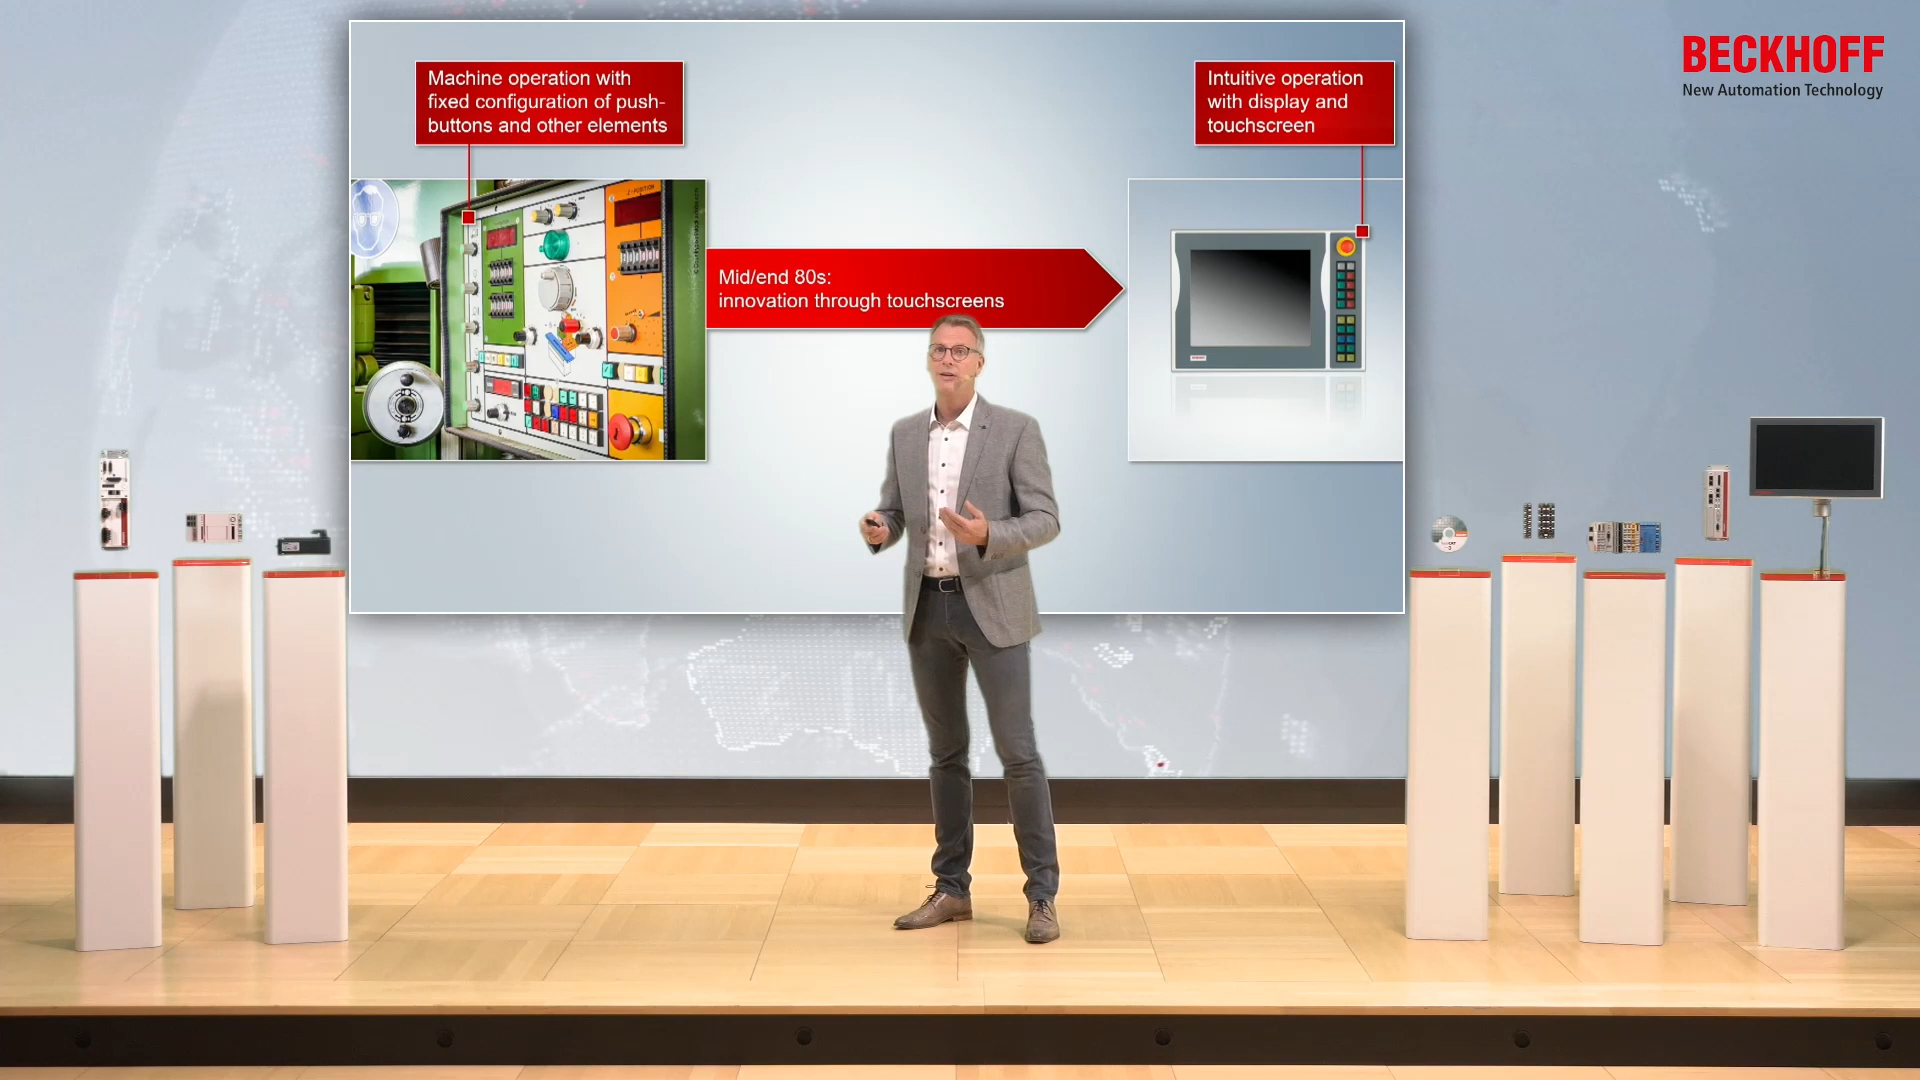 BECKHOFF
New Automation Technology
Machine operation with
fixed configuration of push-
buttons and other elements
Intuitive operation
with display and
touchscreen
Mid/end 80s:
innovation through touchscreens